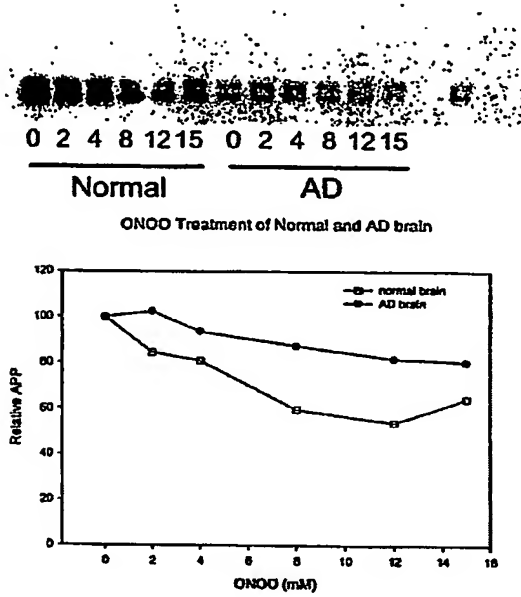 0 2 4 8 12 15 0 2 4 8 12 15
Normal AD
ONOO Treatment of Normal and AD brain
120
100
80
60
40
20
0
Relative APP
normal brain
AD brain
0 2 4 6 8 10 12 14 16
ONOO (mM)